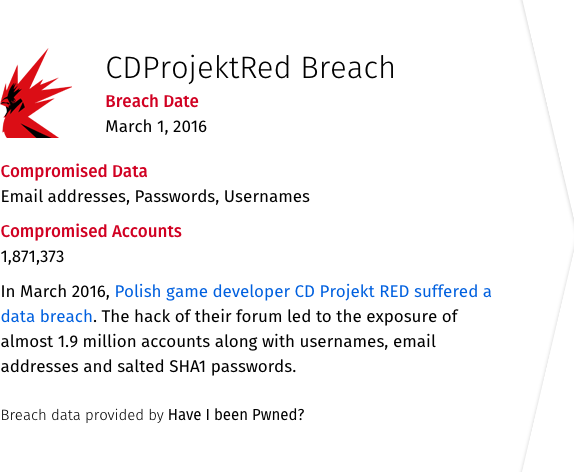 CDProjektRed Breach
Breach Date
March 1, 2016
Compromised Data
Email addresses, Passwords, Usernames
Compromised Accounts
1,871,373
In March 2016, Polish game developer CD Projekt RED suffered a
data breach. The hack of their forum led to the exposure of
almost 1.9 million accounts along with usernames, email
addresses and salted SHA1 passwords.
Breach data provided by Have I been Pwned?